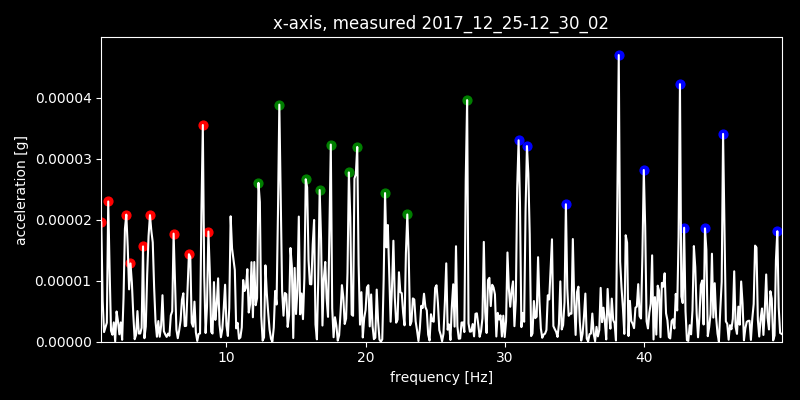 x-axis, measured 2017_12_25-12_30_02
0.00004
0.00003
0.00002
0.00001
0.00000
acceleration [g]
10 20 30 40
frequency [Hz]